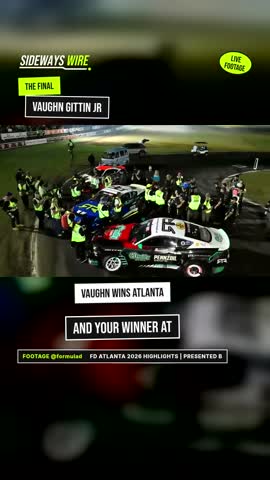 SIDEWAYS WIRE.
LIVE
FOOTAGE
THE FINAL
VAUGHN GITTIN JR
PENNZOIL
VAUGHN WINS ATLANTA
AND YOUR WINNER AT
FOOTAGE @formulad FD ATLANTA 2026 HIGHLIGHTS | PRESENTED B